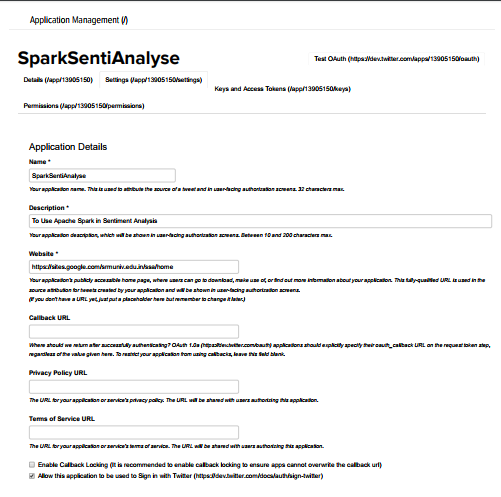 Application Management (/)
SparkSentiAnalyse
Test OAuth (https://dev.twitter.com/apps/13905150/oauth)
Details (/app/13905150)
Settings (/app/13905150/settings)
Keys and Access Tokens (/app/13905150/keys)
Permissions (/app/13905150/permissions)
Application Details
Name *
SparkSentiAnalyse
Your application name. This is used to attribute the source of a tweet and in user-facing authorization screens. 32 characters max.
Description *
To Use Apache Spark in Sentiment Analysis
Your application description, which will be shown in user-facing authorization screens. Between 10 and 200 characters max.
Website *
https://sites.google.com/srmuniv.edu.in/ssa/home
Your application's publicly accessible home page, where users can go to download, make use of, or find out more information about your application. This fully-qualified URL is used in the
source attribution for tweets created by your application and will be shown in user-facing authorization screens.
(If you don't have a URL yet, just put a placeholder here but remember to change it later.)
Callback URL
Where should we return after successfully authenticating? OAuth 1.0a (https://dev.twitter.com/oauth) applications should explicitly specify their oauth_callback URL on the request token step,
regardless of the value given here. To restrict your application from using callbacks, leave this field blank.
Privacy Policy URL
The URL for your application or service's privacy policy. The URL will be shared with users authorizing this application.
Terms of Service URL
The URL for your application or service's terms of service. The URL will be shared with users authorizing this application.
Enable Callback Locking (It is recommended to enable callback locking to ensure apps cannot overwrite the callback url)
Allow this application to be used to Sign in with Twitter (https://dev.twitter.com/docs/auth/sign-twitter)